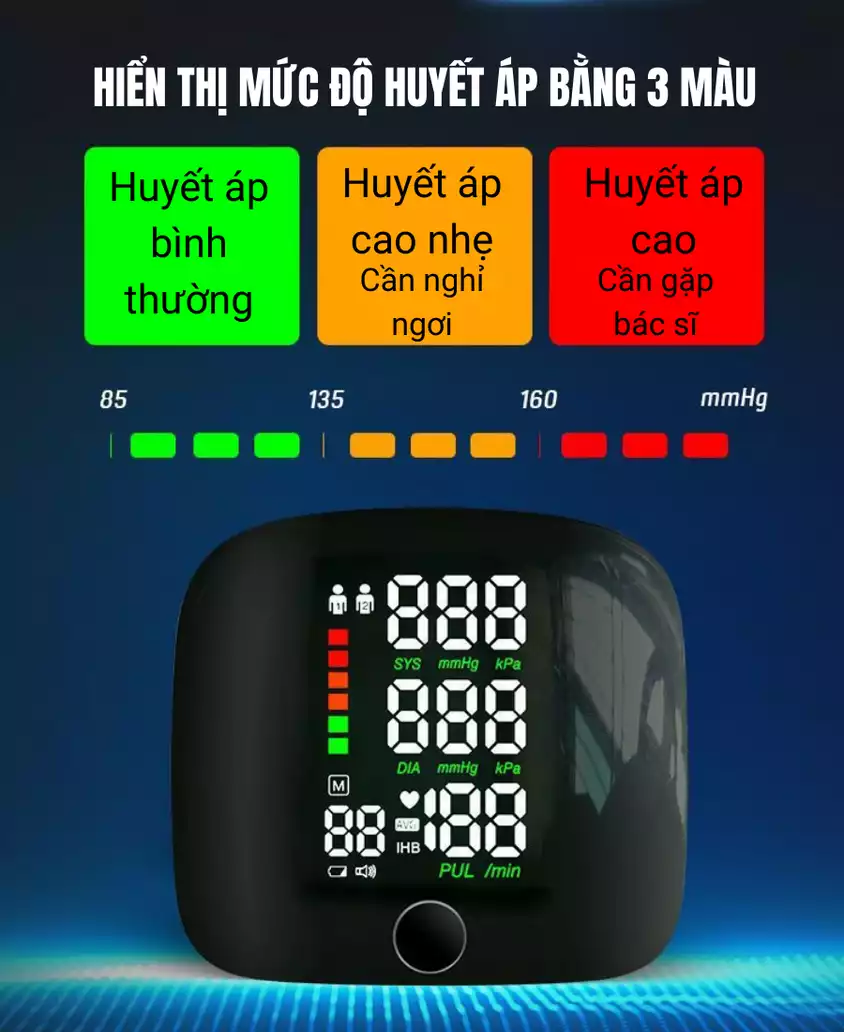 HIỂN THỊ MỨC ĐỘ HUYẾT ÁP BẰNG 3 MÀU
Huyết áp
bình
thường
Huyết áp
cao nhẹ
Cần nghỉ
ngơi
Huyết áp
cao
Cần gặp
bác sĩ
85 135 160 mmHg
1 2 888
SYS mmHg kPa
888
DIA mmHg kPa
M
88 AVG 188
IHB
PUL /min